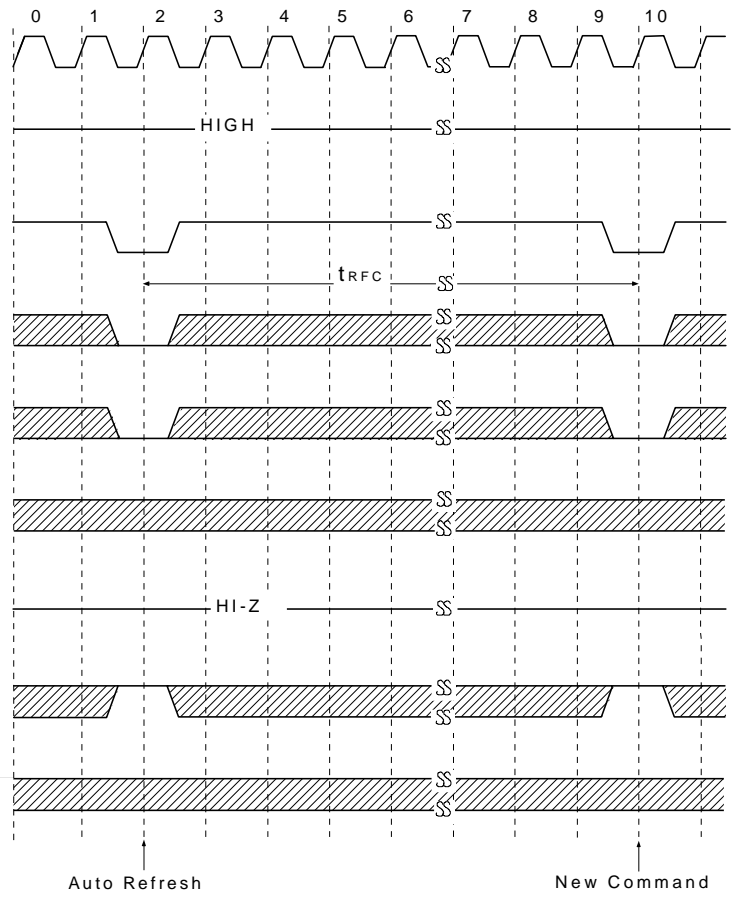 0 1 2 3 4 5 6 7 8 9 10
HIGH
tRFC
HI-Z
Auto Refresh
New Command